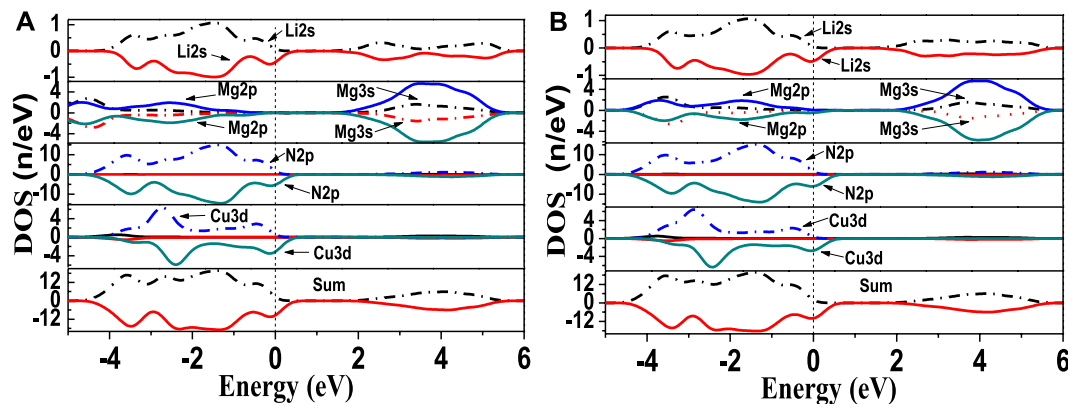 A
DOS (n/eV)
1
0
-1
Li2s
Li2s
4
0
-4
Mg2p
Mg2p
Mg3s
Mg3s
10
0
-10
N2p
N2p
4
0
-4
Cu3d
Cu3d
12
0
-12
Sum
-4 -2 0 2 4 6
Energy (eV)
B
DOS (n/eV)
1
0
-1
Li2s
Li2s
4
0
-4
Mg2p
Mg2p
Mg3s
Mg3s
10
0
-10
N2p
N2p
4
0
-4
Cu3d
Cu3d
12
0
-12
Sum
-4 -2 0 2 4 6
Energy (eV)